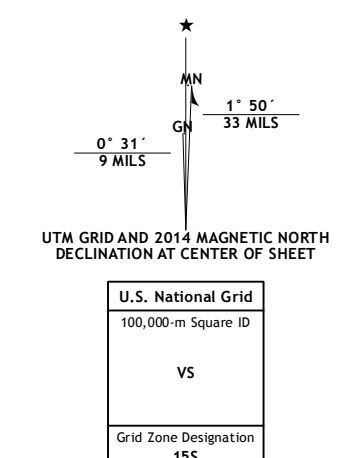 ★
MN
1° 50´
33 MILS
GN
0° 31´
9 MILS
UTM GRID AND 2014 MAGNETIC NORTH
DECLINATION AT CENTER OF SHEET
U.S. National Grid
100,000-m Square ID
VS
Grid Zone Designation
15S